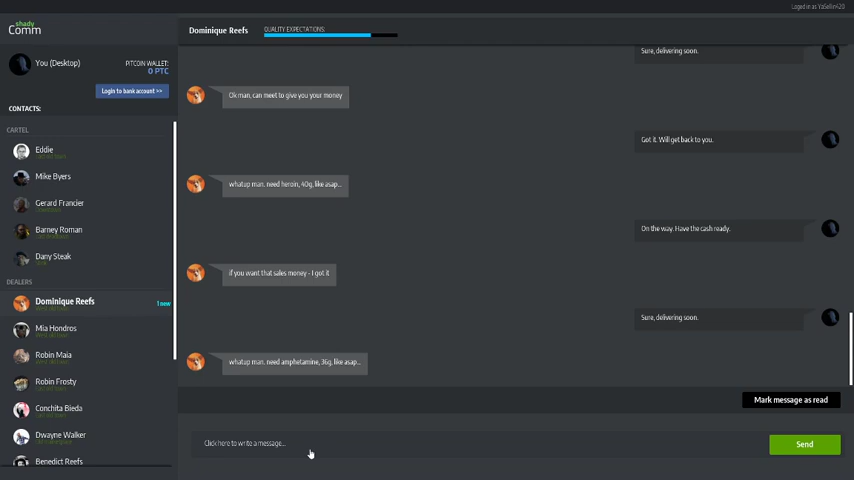 Logged in as YaSellin420
shady
Comm
You (Desktop)
PITCOIN WALLET:
0 PTC
Login to bank account >>
CONTACTS:
CARTEL
Eddie
Mike Byers
Gerard Francier
Barney Roman
Dany Steak
DEALERS
Dominique Reefs
1 new
Mia Hondros
Robin Maia
Robin Frosty
Conchita Bieda
Dwayne Walker
Benedict Reefs
Dominique Reefs
QUALITY EXPECTATIONS:
Sure, delivering soon.
Ok man, can meet to give you your money
Got it. Will get back to you.
whatup man. need heroin, 40g, like asap...
On the way. Have the cash ready.
if you want that sales money - I got it
Sure, delivering soon.
whatup man. need amphetamine, 36g, like asap...
Mark message as read
Click here to write a message...
Send